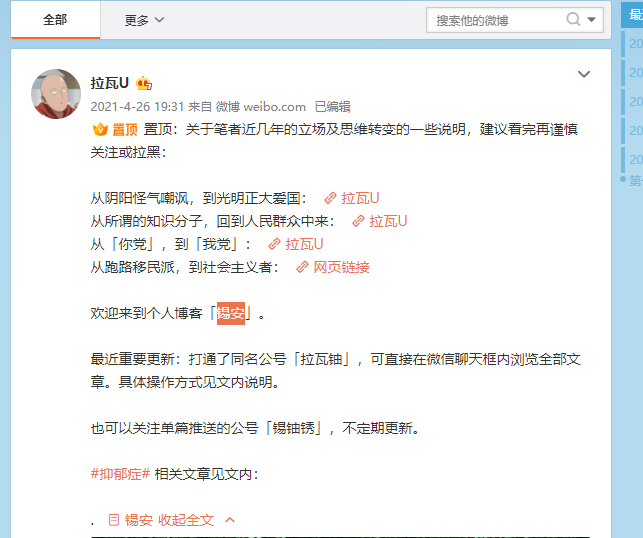 全部
更多
搜索他的微博
最
拉瓦U
2021-4-26 19:31 来自 微博 weibo.com 已编辑
置顶 置顶：关于笔者近几年的立场及思维转变的一些说明，建议看完再谨慎
关注或拉黑：
从阴阳怪气嘲讽，到光明正大爱国： 拉瓦U
从所谓的知识分子，回到人民群众中来： 拉瓦U
从「你党」，到「我党」： 拉瓦U
从跑路移民派，到社会主义者： 网页链接
欢迎来到个人博客「锡安」。
最近重要更新：打通了同名公号「拉瓦铀」，可直接在微信聊天框内浏览全部文
章。具体操作方式见文内说明。
也可以关注单篇推送的公号「锡铀锈」，不定期更新。
#抑郁症# 相关文章见文内：
. 锡安 收起全文
20
20
20
20
20
第